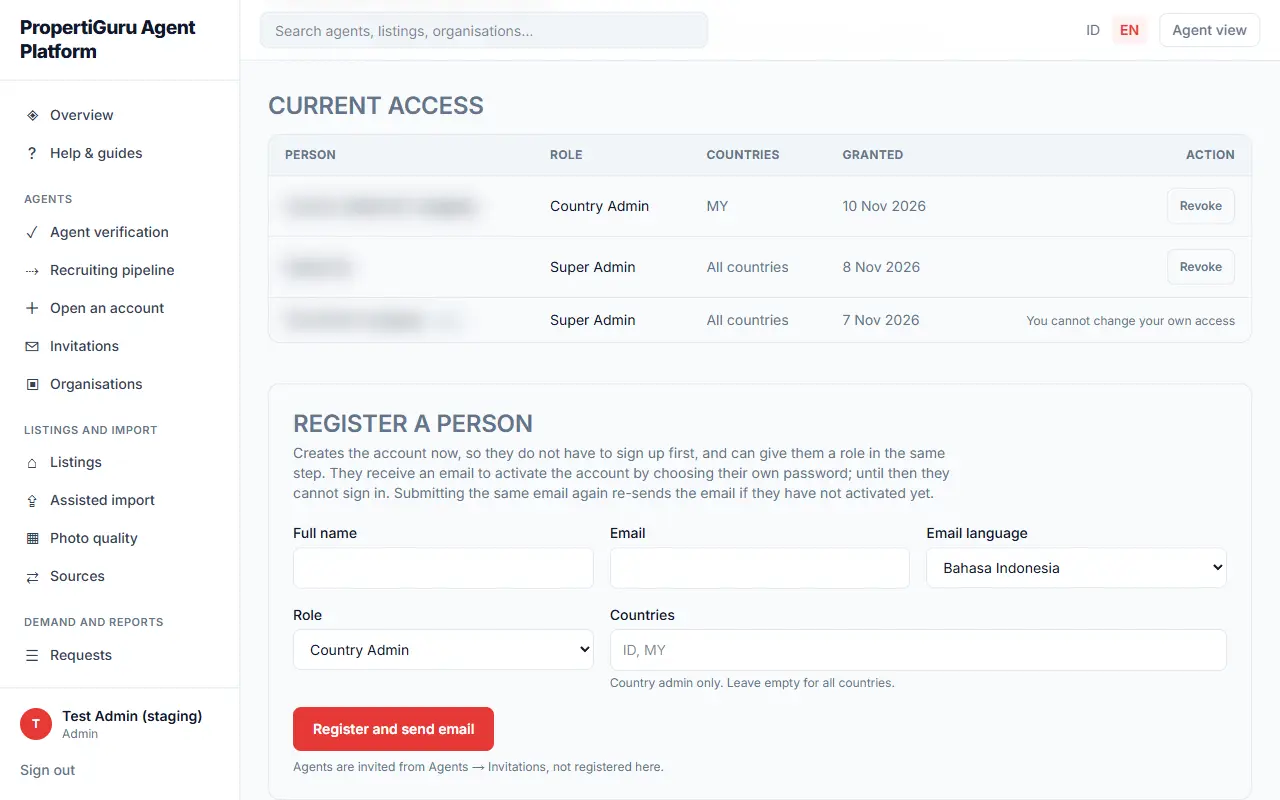 PropertiGuru Agent
Platform
Search agents, listings, organisations...
ID
EN
Agent view
Overview
? Help & guides
AGENTS
Agent verification
Recruiting pipeline
Open an account
Invitations
Organisations
LISTINGS AND IMPORT
Listings
Assisted import
Photo quality
Sources
DEMAND AND REPORTS
Requests
T
Test Admin (staging)
Admin
Sign out
CURRENT ACCESS
PERSON ROLE COUNTRIES GRANTED ACTION
Country Admin MY 10 Nov 2026 Revoke
Super Admin All countries 8 Nov 2026 Revoke
Super Admin All countries 7 Nov 2026 You cannot change your own access
REGISTER A PERSON
Creates the account now, so they do not have to sign up first, and can give them a role in the same
step. They receive an email to activate the account by choosing their own password; until then they
cannot sign in. Submitting the same email again re-sends the email if they have not activated yet.
Full name Email Email language
Bahasa Indonesia
Role Countries
Country Admin ID, MY
Country admin only. Leave empty for all countries.
Register and send email
Agents are invited from Agents → Invitations, not registered here.